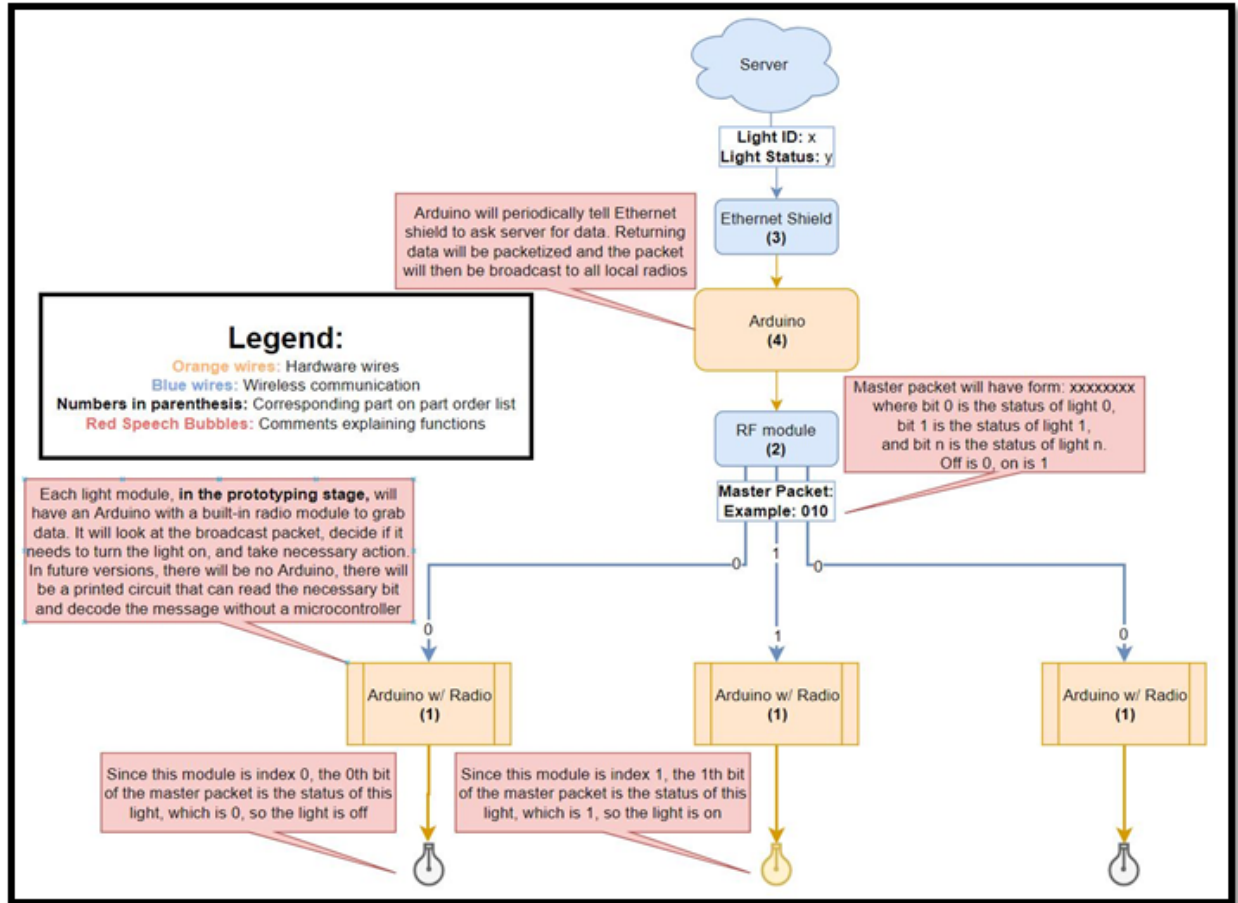 Server
Light ID: x
Light Status: y
Ethernet Shield
(3)
Arduino will periodically tell Ethernet
shield to ask server for data. Returning
data will be packetized and the packet
will then be broadcast to all local radios
Arduino
(4)
Legend:
Orange wires: Hardware wires
Blue wires: Wireless communication
Numbers in parenthesis: Corresponding part on part order list
Red Speech Bubbles: Comments explaining functions
RF module
(2)
Master packet will have form: xxxxxxxx
where bit 0 is the status of light 0,
bit 1 is the status of light 1,
and bit n is the status of light n.
Off is 0, on is 1
Master Packet:
Example: 010
Each light module, in the prototyping stage, will
have an Arduino with a built-in radio module to grab
data. It will look at the broadcast packet, decide if it
needs to turn the light on, and take necessary action.
In future versions, there will be no Arduino, there will
be a printed circuit that can read the necessary bit
and decode the message without a microcontroller
0
1
0
0
1
0
Arduino w/ Radio
(1)
Arduino w/ Radio
(1)
Arduino w/ Radio
(1)
Since this module is index 0, the 0th bit
of the master packet is the status of this
light, which is 0, so the light is off
Since this module is index 1, the 1th bit
of the master packet is the status of this
light, which is 1, so the light is on